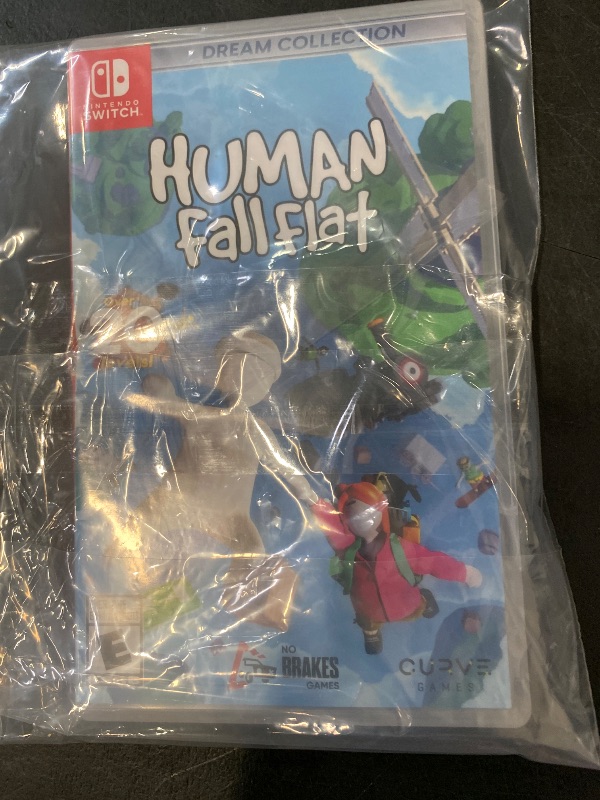 DREAM COLLECTION
NINTENDO
SWITCH
HUMAN
fall flat
E
NO
BRAKES
GAMES
CURVE
GAMES